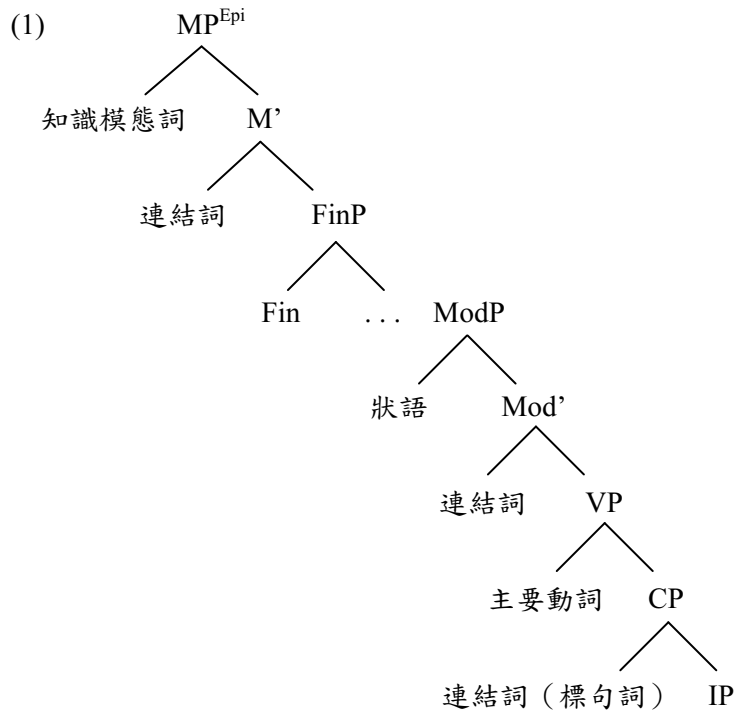 (1) MP^Epi
知識模態詞 M’
連結詞 FinP
Fin ... ModP
狀語 Mod’
連結詞 VP
主要動詞 CP
連結詞（標句詞） IP